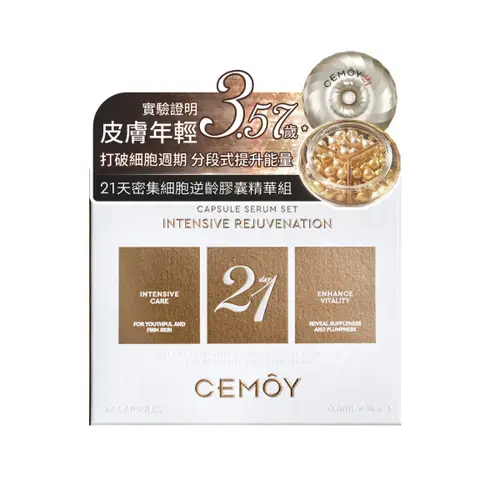 實驗證明
皮膚年輕3.57歲*
打破細胞週期 分段式提升能量
21天密集細胞逆齡膠囊精華組
CEMÔY 21
CAPSULE SERUM SET
INTENSIVE REJUVENATION
INTENSIVE
CARE
FOR YOUTHFUL AND
FIRM SKIN
21 day
ENHANCE
VITALITY
REVEAL SUPPLENESS
AND PLUMPNESS
CEMÔY
42 CAPSULES